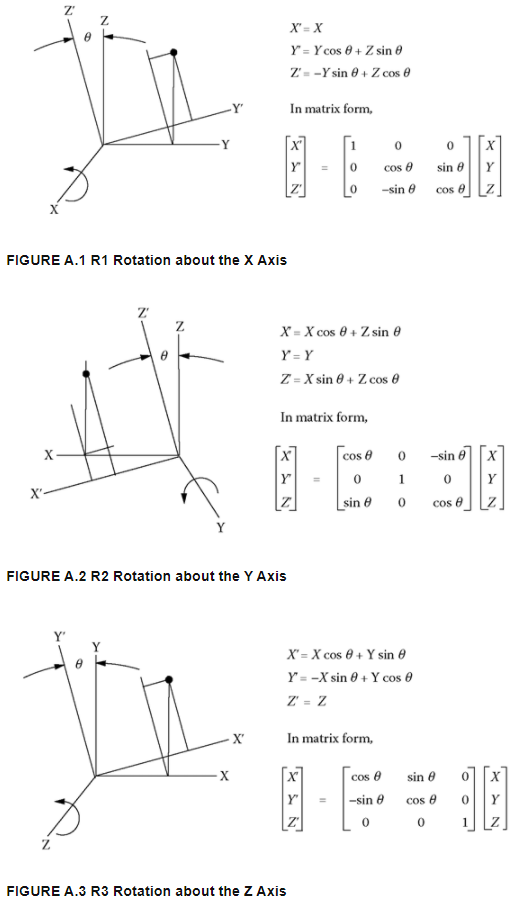 Z'
Z
θ
Y'
Y
X
X' = X
Y' = Y cos θ + Z sin θ
Z' = −Y sin θ + Z cos θ
In matrix form,
[X'] [1 0 0] [X]
[Y'] = [0 cos θ sin θ] [Y]
[Z'] [0 −sin θ cos θ] [Z]
FIGURE A.1 R1 Rotation about the X Axis
Z'
Z
θ
X
X'
Y
X' = X cos θ + Z sin θ
Y' = Y
Z' = X sin θ + Z cos θ
In matrix form,
[X'] [cos θ 0 −sin θ] [X]
[Y'] = [0 1 0] [Y]
[Z'] [sin θ 0 cos θ] [Z]
FIGURE A.2 R2 Rotation about the Y Axis
Y'
Y
θ
X'
X
Z
X' = X cos θ + Y sin θ
Y' = −X sin θ + Y cos θ
Z' = Z
In matrix form,
[X'] [cos θ sin θ 0] [X]
[Y'] = [−sin θ cos θ 0] [Y]
[Z'] [0 0 1] [Z]
FIGURE A.3 R3 Rotation about the Z Axis